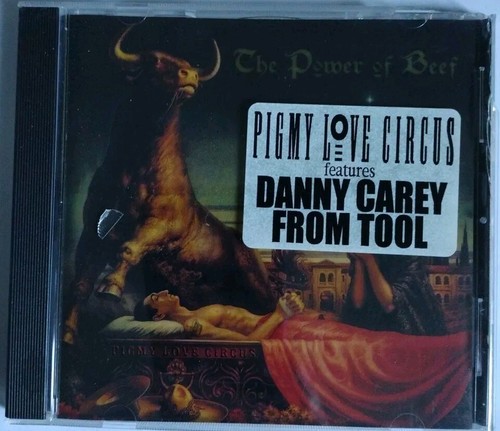 The Power of Beef
PIGMY LOVE CIRCUS
features
DANNY CAREY
FROM TOOL
PIGMY LOVE CIRCUS